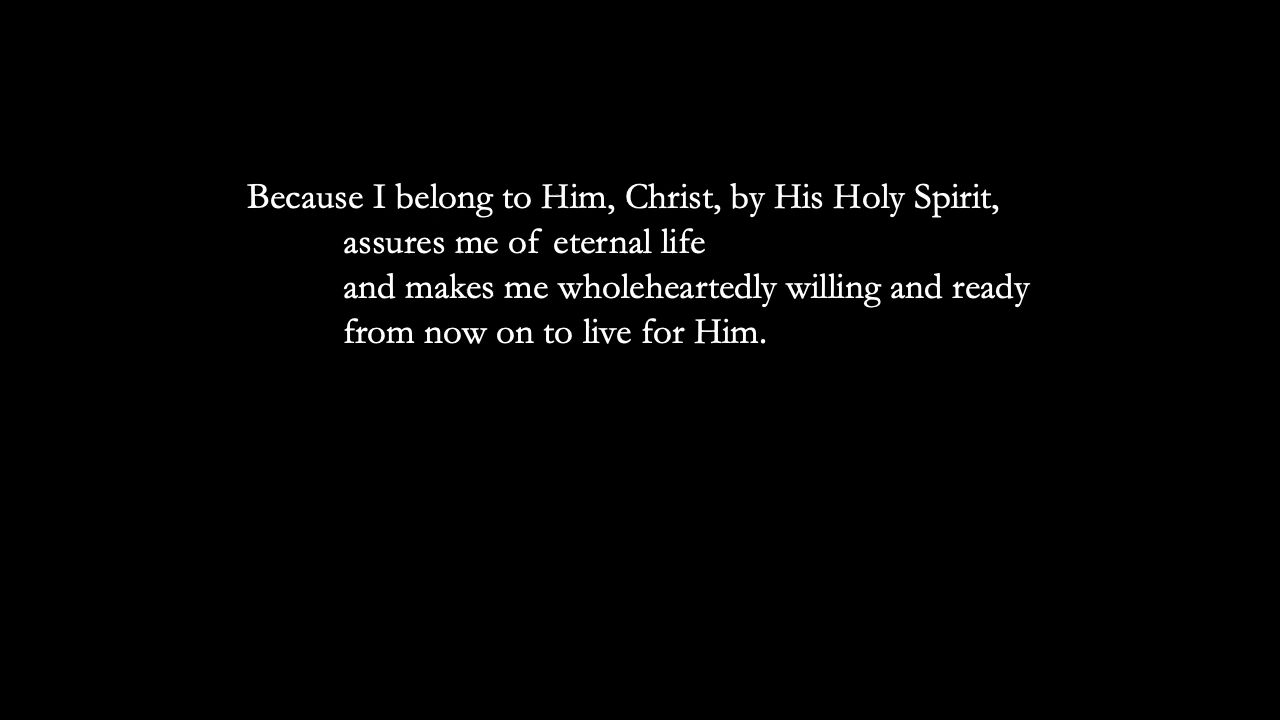 Because I belong to Him, Christ, by His Holy Spirit,
assures me of eternal life
and makes me wholeheartedly willing and ready
from now on to live for Him.